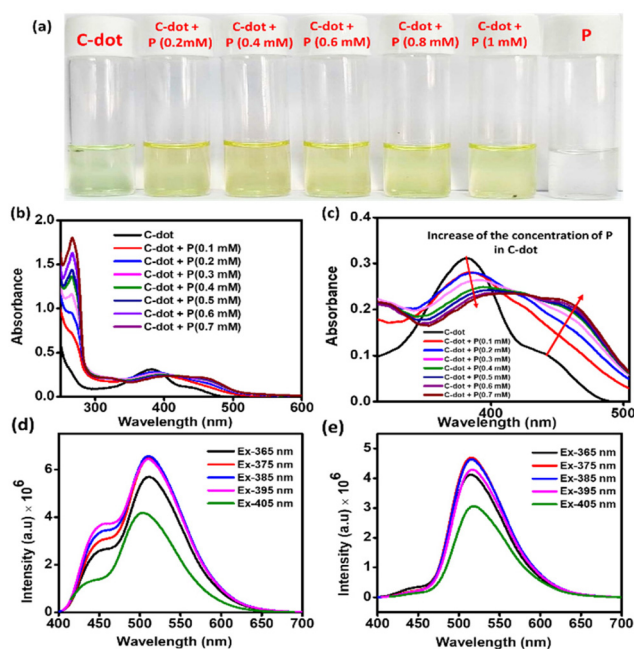 (a)
C-dot
C-dot +
P (0.2mM)
C-dot +
P (0.4 mM)
C-dot +
P (0.6 mM)
C-dot +
P (0.8 mM)
C-dot +
P (1 mM)
P
(b)
2.0
1.5
1.0
0.5
0.0
Absorbance
C-dot
C-dot + P(0.1 mM)
C-dot + P(0.2 mM)
C-dot + P(0.3 mM)
C-dot + P(0.4 mM)
C-dot + P(0.5 mM)
C-dot + P(0.6 mM)
C-dot + P(0.7 mM)
300
400
500
600
Wavelength (nm)
(c)
0.4
0.3
0.2
0.1
0.0
Absorbance
Increase of the concentration of P
in C-dot
C-dot
C-dot + P(0.1 mM)
C-dot + P(0.2 mM)
C-dot + P(0.3 mM)
C-dot + P(0.4 mM)
C-dot + P(0.5 mM)
C-dot + P(0.6 mM)
C-dot + P(0.7 mM)
400
500
Wavelength (nm)
(d)
6
4
2
0
Intensity (a.u) × 10⁶
Ex-365 nm
Ex-375 nm
Ex-385 nm
Ex-395 nm
Ex-405 nm
400
450
500
550
600
700
Wavelength (nm)
(e)
6
5
4
3
2
1
0
Intensity (a.u) × 10⁶
Ex-365 nm
Ex-375 nm
Ex-385 nm
Ex-395 nm
Ex-405 nm
400
450
500
550
600
700
Wavelength (nm)